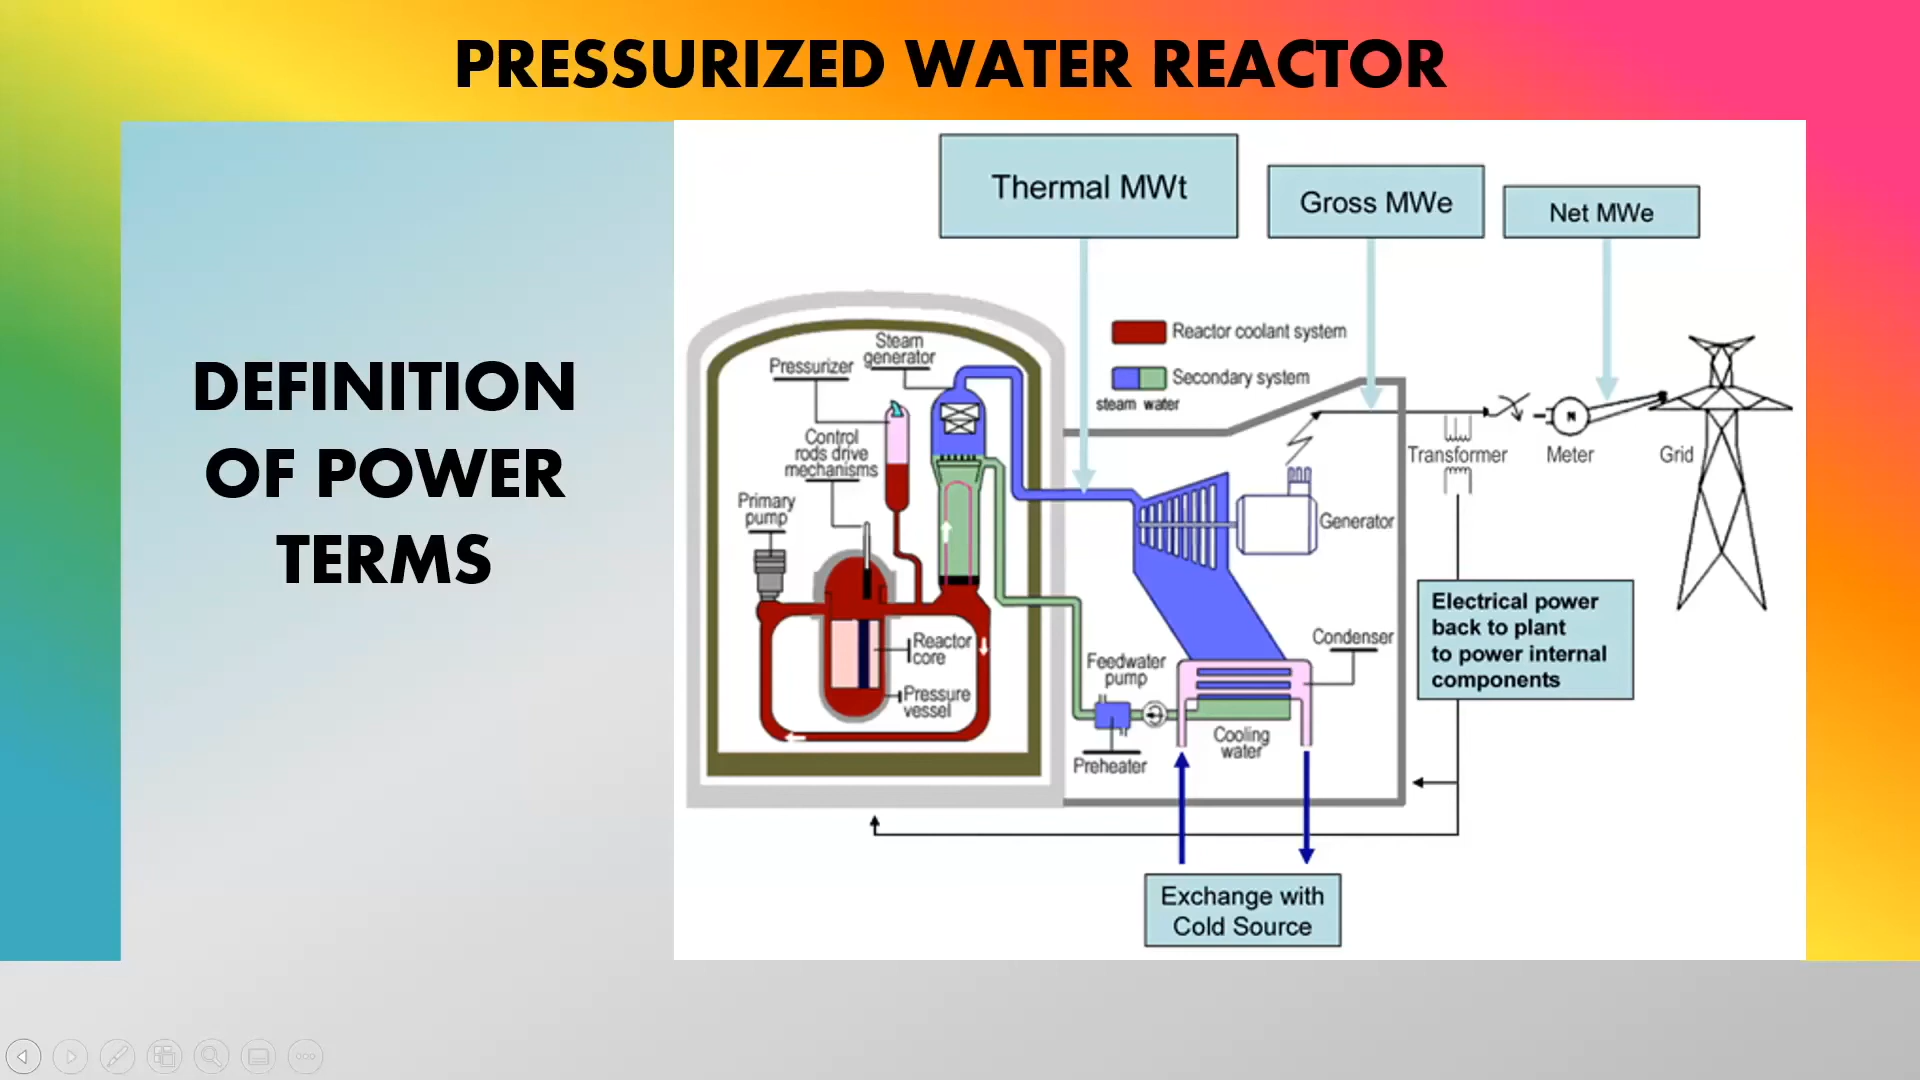 PRESSURIZED WATER REACTOR
DEFINITION
OF POWER
TERMS
Thermal MWt
Gross MWe
Net MWe
Reactor coolant system
Secondary system
steam water
Steam
generator
Pressurizer
Control
rods drive
mechanisms
Primary
pump
Reactor
core
Pressure
vessel
Generator
Transformer
Meter
Grid
M
Electrical power
back to plant
to power internal
components
Condenser
Feedwater
pump
Cooling
water
Preheater
Exchange with
Cold Source